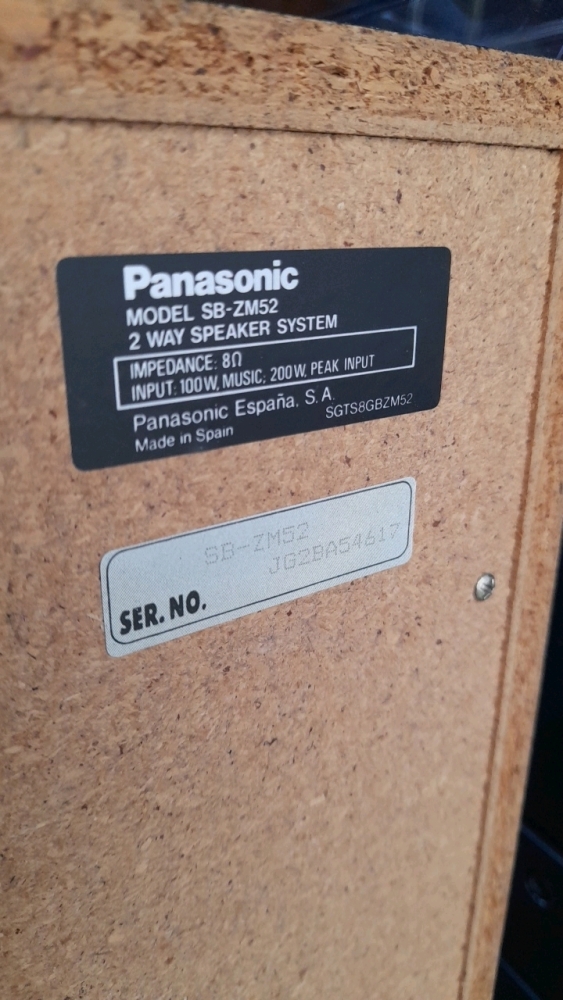 Panasonic
MODEL SB-ZM52
2 WAY SPEAKER SYSTEM
IMPEDANCE: 8Ω
INPUT: 100W, MUSIC; 200W, PEAK INPUT
Panasonic España, S.A.
SGTS8GBZM52
Made in Spain
SB-ZM52
JG2BA54617
SER. NO.